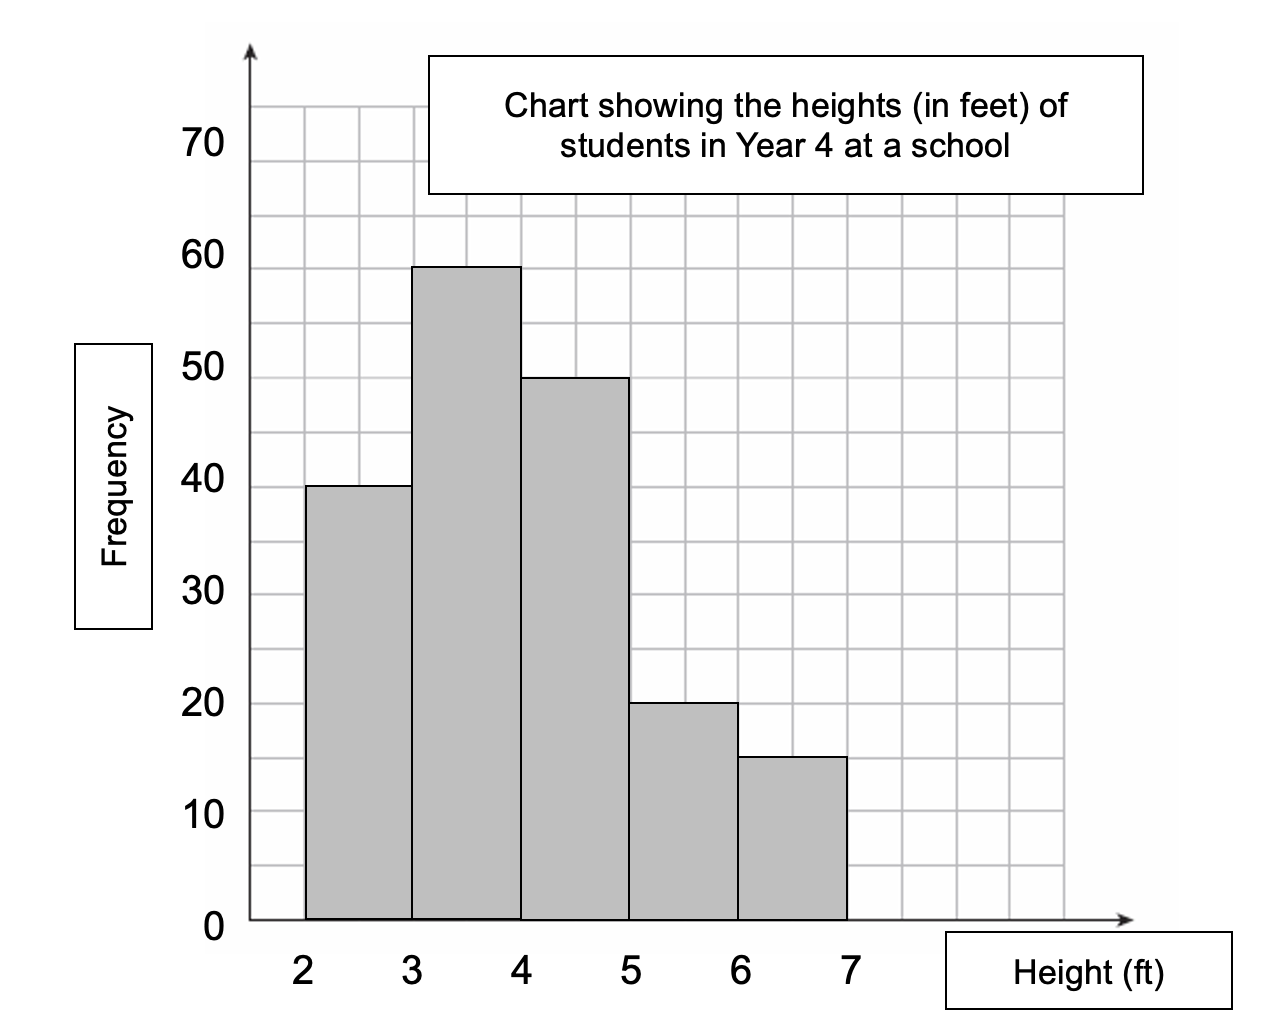 Chart showing the heights (in feet) of
students in Year 4 at a school
70
60
50
40
30
20
10
0
Frequency
2 3 4 5 6 7
Height (ft)